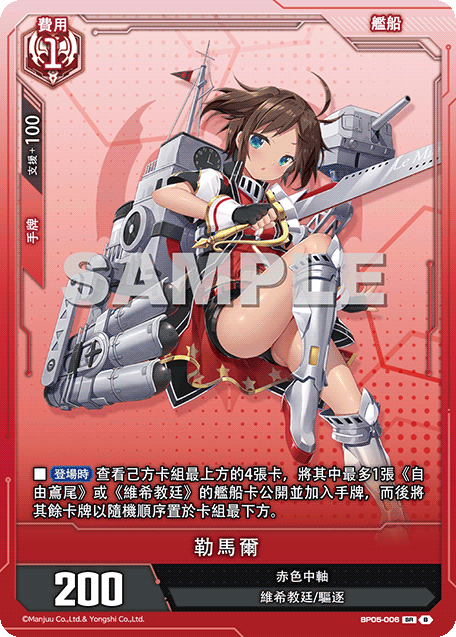 費用
艦船
1
支援+100
手牌
Le M
SAMPLE
■ 登場時 查看己方卡組最上方的4張卡，將其中最多1張《自
由鳶尾》或《維希教廷》的艦船卡公開並加入手牌，而後將
其餘卡牌以隨機順序置於卡組最下方。
勒馬爾
200
赤色中軸
維希教廷/驅逐
©Manjuu Co.,Ltd.& Yongshi Co.,Ltd.
BP05-006 SR B